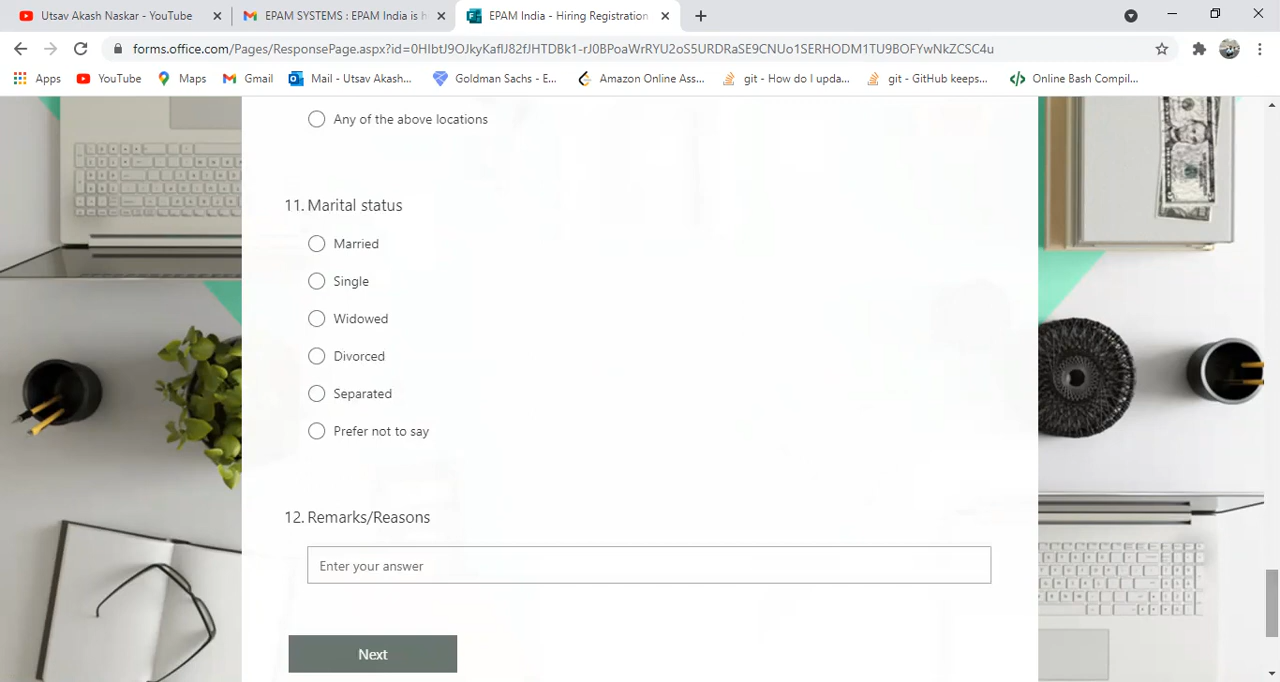 Utsav Akash Naskar - YouTube
EPAM SYSTEMS : EPAM India is h
EPAM India - Hiring Registration
forms.office.com/Pages/ResponsePage.aspx?id=0HIbtJ9OJkyKaflJ82fJHTDBk1-rJ0BPoaWrRYU2oS5URDRaSE9CNUo1SERHODM1TU9BOFYwNkZCSC4u
Apps
YouTube
Maps
Gmail
Mail - Utsav Akash...
Goldman Sachs - E...
Amazon Online Ass...
git - How do I upda...
git - GitHub keeps...
Online Bash Compil...
Any of the above locations
11. Marital status
Married
Single
Widowed
Divorced
Separated
Prefer not to say
12. Remarks/Reasons
Enter your answer
Next